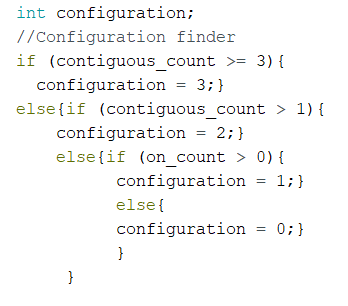 int configuration;
//Configuration finder
if (contiguous_count >= 3){
  configuration = 3;}
else{if (contiguous_count > 1){
    configuration = 2;}
    else{if (on_count > 0){
          configuration = 1;}
          else{
          configuration = 0;}
          }
     }